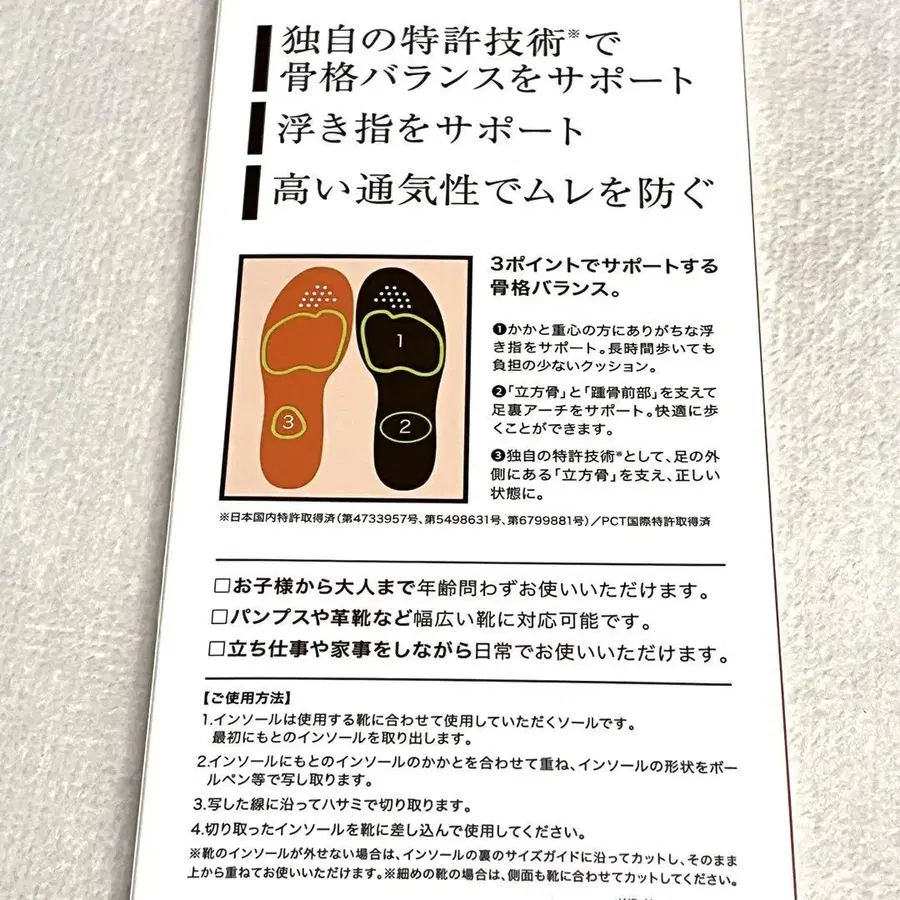 独自の特許技術※で
骨格バランスをサポート
浮き指をサポート
高い通気性でムレを防ぐ
1
3
2
3ポイントでサポートする
骨格バランス。
❶かかと重心の方にありがちな浮
き指をサポート。長時間歩いても
負担の少ないクッション。
❷「立方骨」と「踵骨前部」を支えて
足裏アーチをサポート。快適に歩
くことができます。
❸独自の特許技術※として、足の外
側にある「立方骨」を支え、正しい
状態に。
※日本国内特許取得済(第4733957号、第5498631号、第6799881号)/PCT国際特許取得済
□お子様から大人まで年齢問わずお使いいただけます。
□パンプスや革靴など幅広い靴に対応可能です。
□立ち仕事や家事をしながら日常でお使いいただけます。
【ご使用方法】
1.インソールは使用する靴に合わせて使用していただくソールです。
最初にもとのインソールを取り出します。
2.インソールにもとのインソールのかかとを合わせて重ね、インソールの形状をボー
ルペン等で写し取ります。
3.写した線に沿ってハサミで切り取ります。
4.切り取ったインソールを靴に差し込んで使用してください。
※靴のインソールが外せない場合は、インソールの裏のサイズガイドに沿ってカットし、そのまま
上から重ねてお使いいただけます。※細めの靴の場合は、側面も靴に合わせてカットしてください。